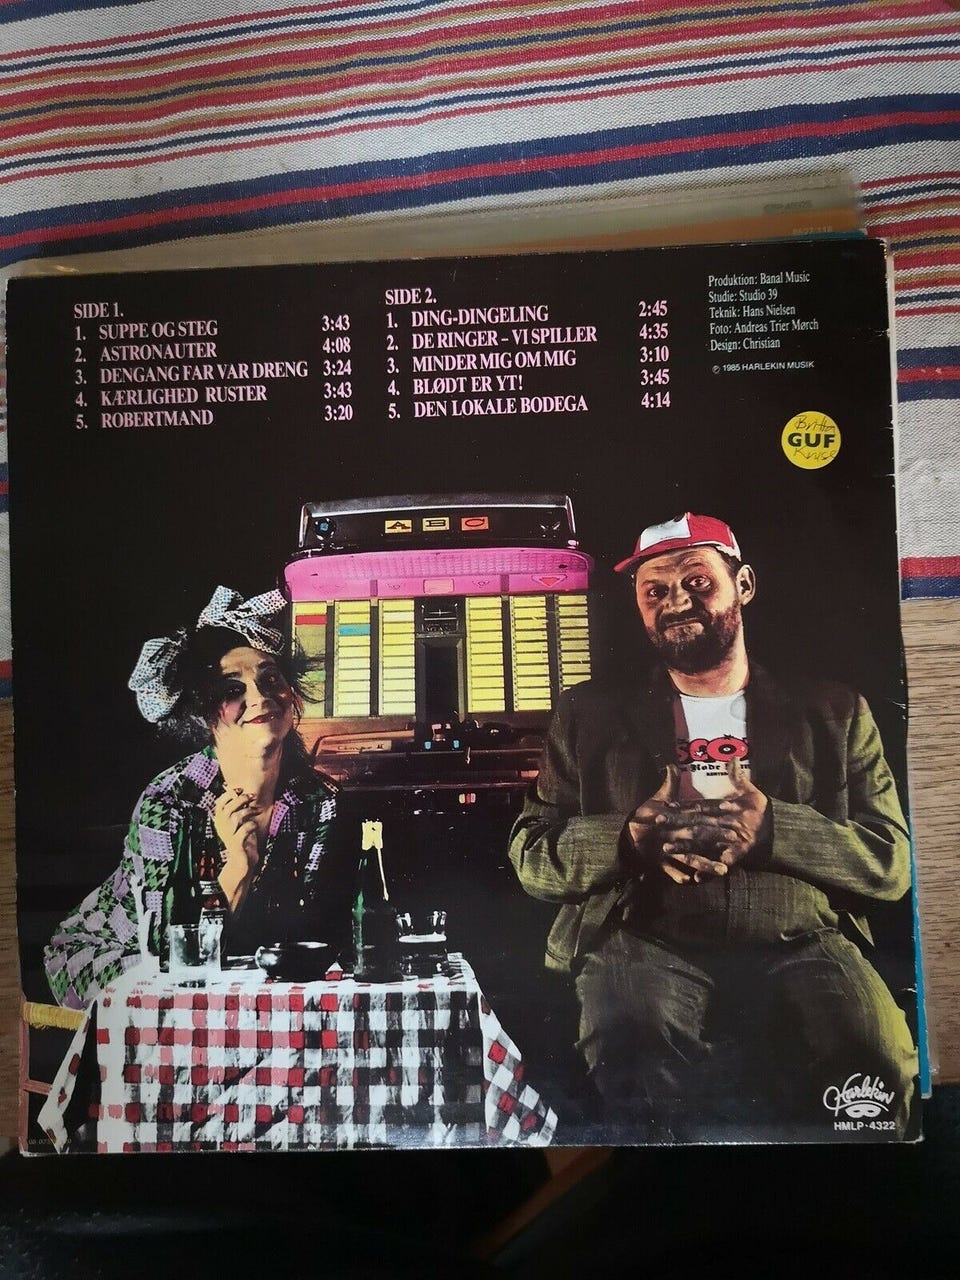 SIDE 1.
1. SUPPE OG STEG 3:43
2. ASTRONAUTER 4:08
3. DENGANG FAR VAR DRENG 3:24
4. KÆRLIGHED RUSTER 3:43
5. ROBERTMAND 3:20
SIDE 2.
1. DING-DINGELING 2:45
2. DE RINGER – VI SPILLER 4:35
3. MINDER MIG OM MIG 3:10
4. BLØDT ER YT! 3:45
5. DEN LOKALE BODEGA 4:14
Produktion: Banal Music
Studie: Studio 39
Teknik: Hans Nielsen
Foto: Andreas Trier Mørch
Design: Christian
℗ 1985 HARLEKIN MUSIK
Britta
GUF
Kruse
A B C
SCO
Røde
Harlekin
HMLP·4322